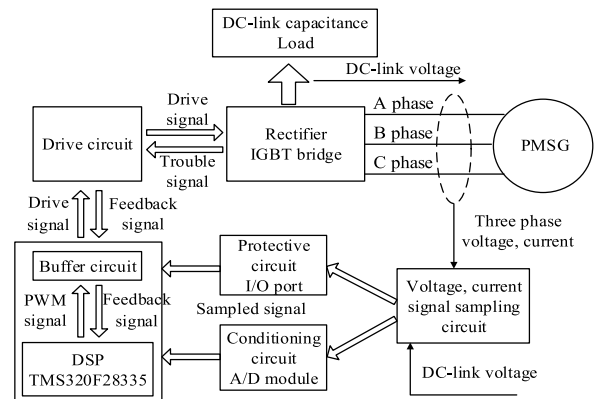 DC-link capacitance
Load
DC-link voltage
Drive
signal
A phase
Drive circuit
Rectifier
IGBT bridge
B phase
PMSG
Trouble
signal
C phase
Drive
signal
Feedback
signal
Three phase
voltage, current
Buffer circuit
Protective
circuit
I/O port
PWM
signal
Feedback
signal
Sampled signal
Voltage, current
signal sampling
circuit
DSP
TMS320F28335
Conditioning
circuit
A/D module
DC-link voltage